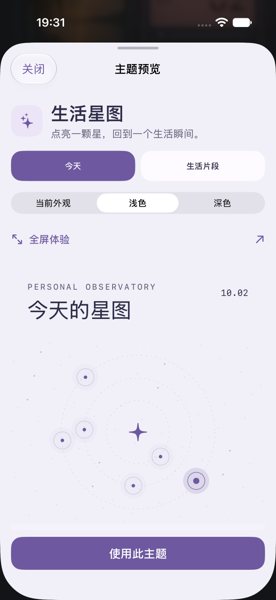 19:31
关闭
主题预览
生活星图
点亮一颗星，回到一个生活瞬间。
今天
生活片段
当前外观
浅色
深色
全屏体验
PERSONAL OBSERVATORY
10.02
今天的星图
使用此主题